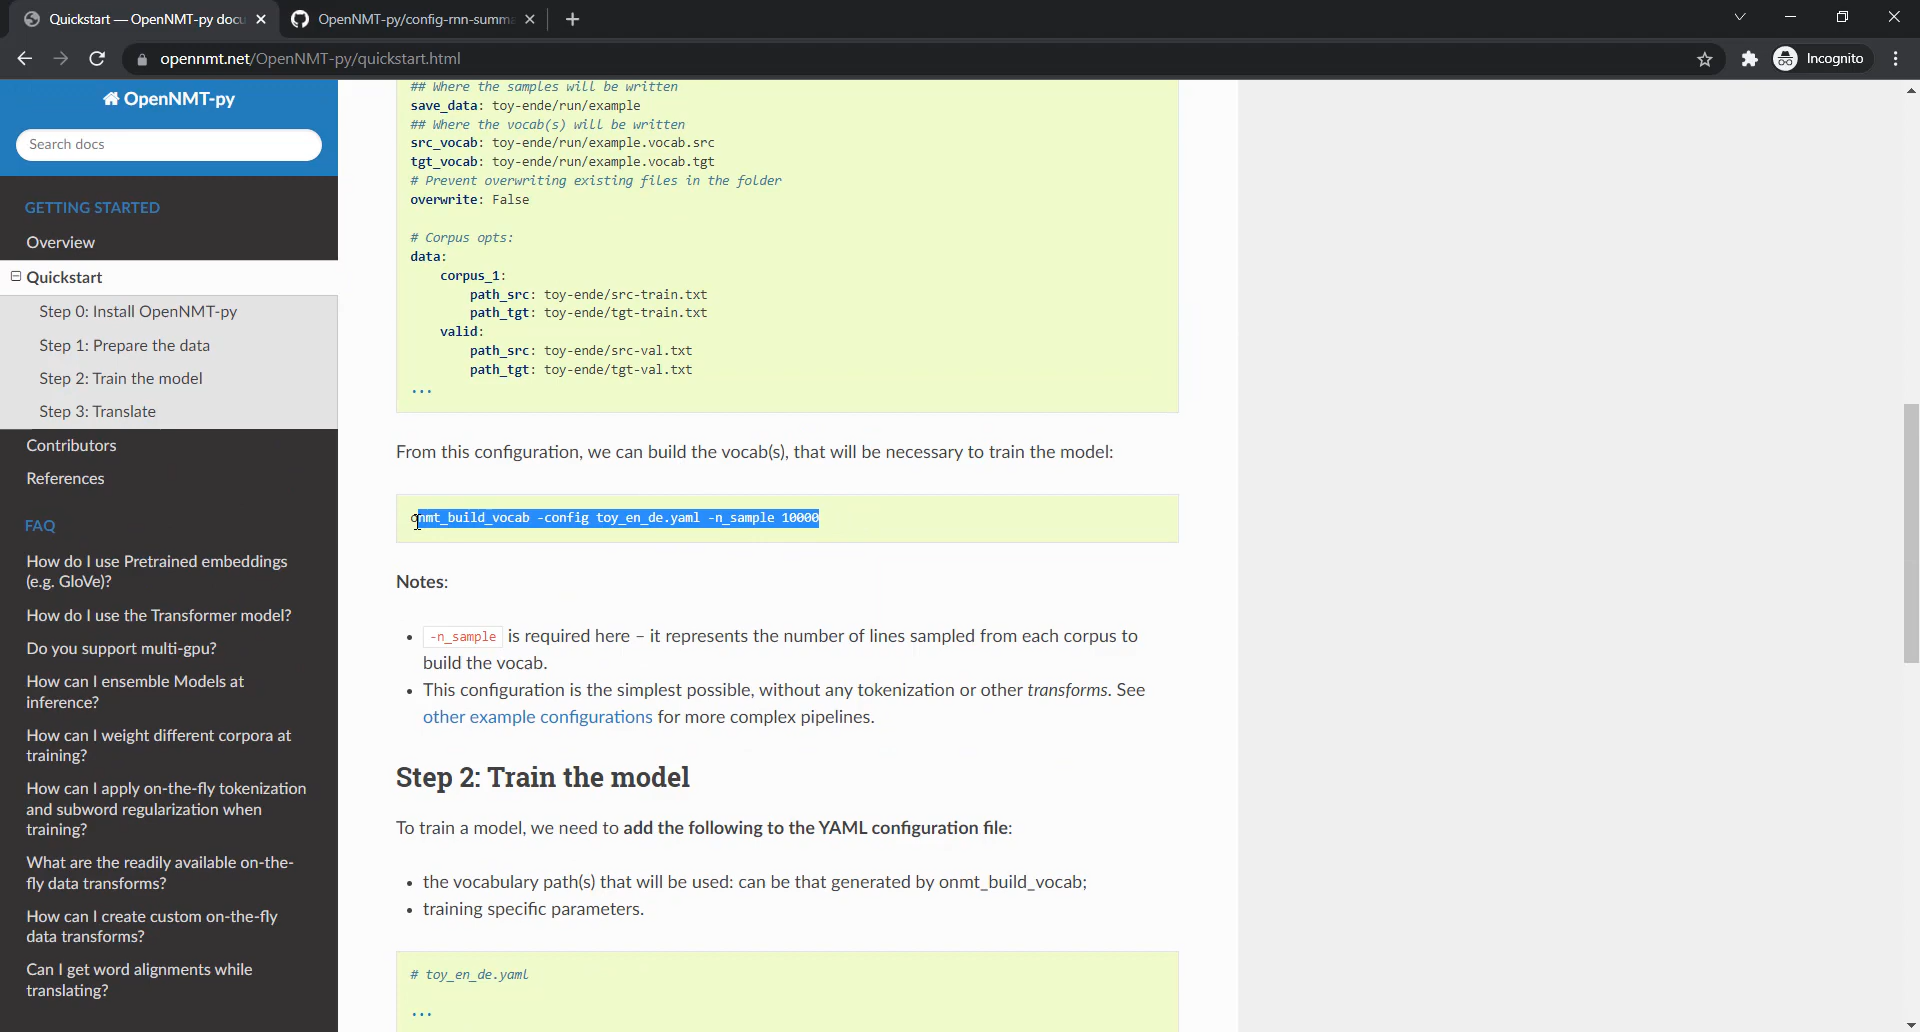 Quickstart — OpenNMT-py docu
OpenNMT-py/config-rnn-summa
opennmt.net/OpenNMT-py/quickstart.html
Incognito
OpenNMT-py
Search docs
GETTING STARTED
Overview
Quickstart
Step 0: Install OpenNMT-py
Step 1: Prepare the data
Step 2: Train the model
Step 3: Translate
Contributors
References
FAQ
How do I use Pretrained embeddings
(e.g. GloVe)?
How do I use the Transformer model?
Do you support multi-gpu?
How can I ensemble Models at
inference?
How can I weight different corpora at
training?
How can I apply on-the-fly tokenization
and subword regularization when
training?
What are the readily available on-the-
fly data transforms?
How can I create custom on-the-fly
data transforms?
Can I get word alignments while
translating?
## Where the samples will be written
save_data: toy-ende/run/example
## Where the vocab(s) will be written
src_vocab: toy-ende/run/example.vocab.src
tgt_vocab: toy-ende/run/example.vocab.tgt
# Prevent overwriting existing files in the folder
overwrite: False
# Corpus opts:
data:
corpus_1:
path_src: toy-ende/src-train.txt
path_tgt: toy-ende/tgt-train.txt
valid:
path_src: toy-ende/src-val.txt
path_tgt: toy-ende/tgt-val.txt
...
From this configuration, we can build the vocab(s), that will be necessary to train the model:
onmt_build_vocab -config toy_en_de.yaml -n_sample 10000
Notes:
-n_sample is required here – it represents the number of lines sampled from each corpus to
build the vocab.
This configuration is the simplest possible, without any tokenization or other transforms. See
other example configurations for more complex pipelines.
Step 2: Train the model
To train a model, we need to add the following to the YAML configuration file:
the vocabulary path(s) that will be used: can be that generated by onmt_build_vocab;
training specific parameters.
# toy_en_de.yaml
...